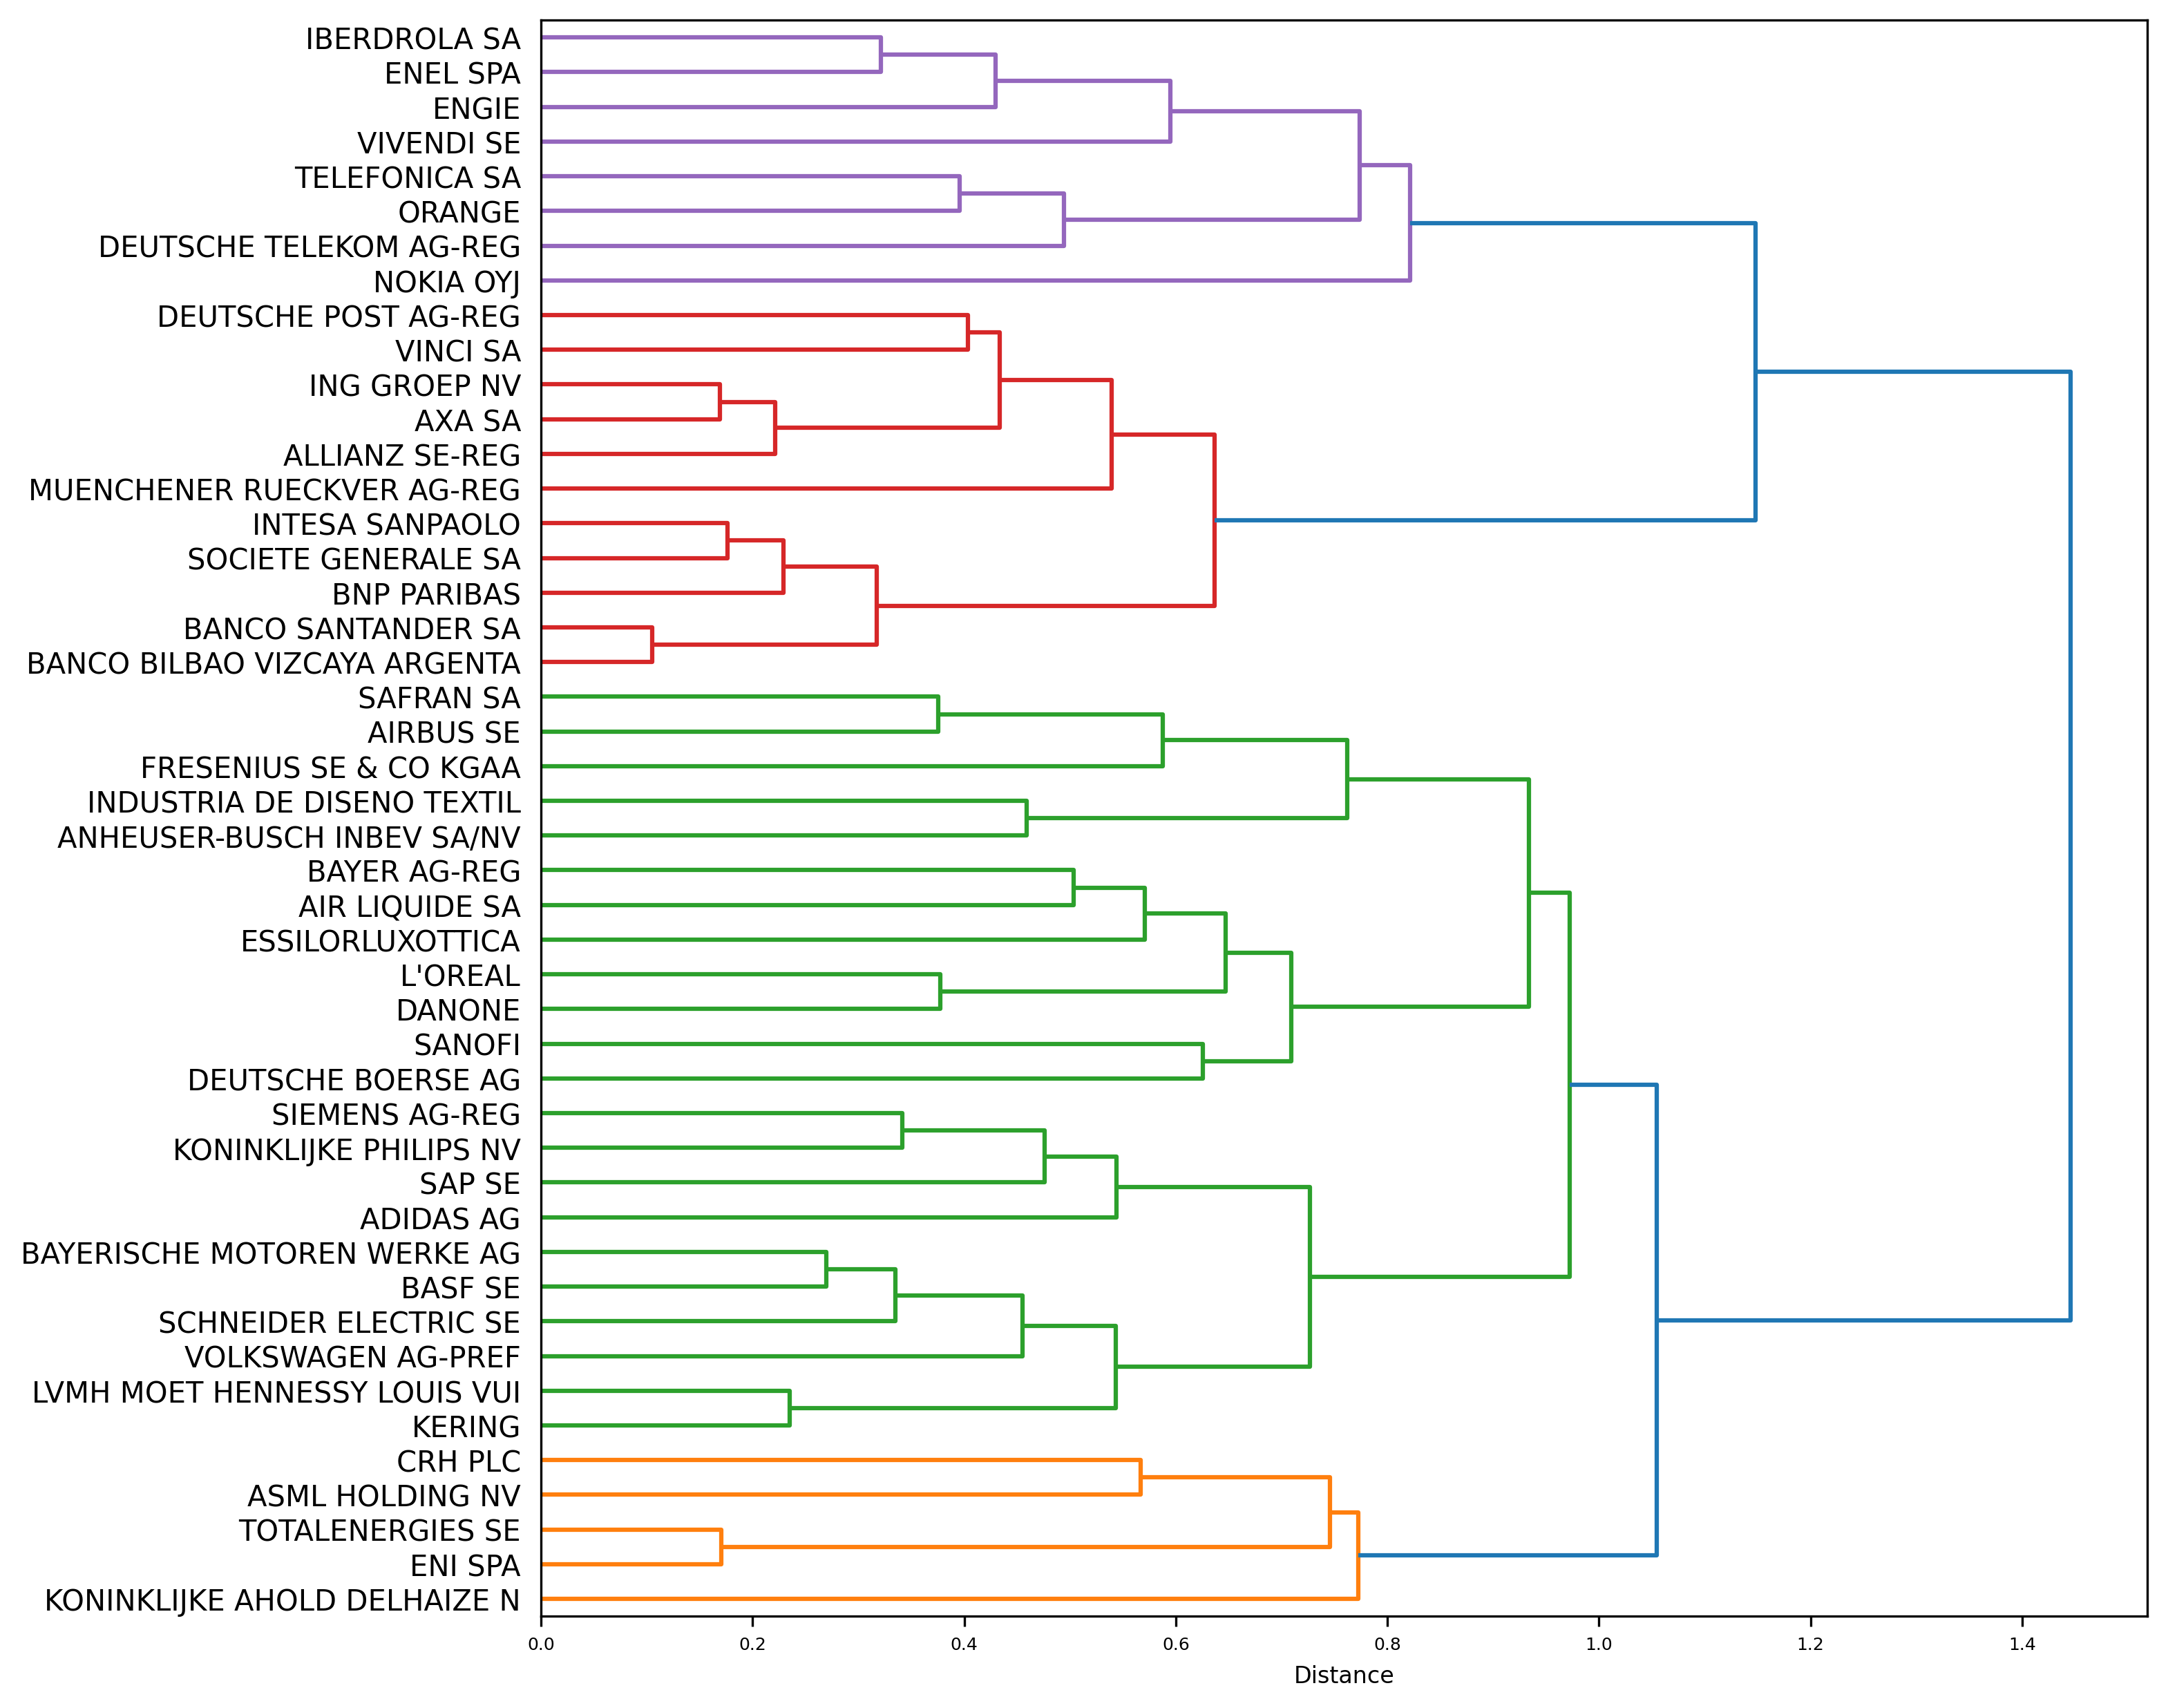 IBERDROLA SA
ENEL SPA
ENGIE
VIVENDI SE
TELEFONICA SA
ORANGE
DEUTSCHE TELEKOM AG-REG
NOKIA OYJ
DEUTSCHE POST AG-REG
VINCI SA
ING GROEP NV
AXA SA
ALLIANZ SE-REG
MUENCHENER RUECKVER AG-REG
INTESA SANPAOLO
SOCIETE GENERALE SA
BNP PARIBAS
BANCO SANTANDER SA
BANCO BILBAO VIZCAYA ARGENTA
SAFRAN SA
AIRBUS SE
FRESENIUS SE & CO KGAA
INDUSTRIA DE DISENO TEXTIL
ANHEUSER-BUSCH INBEV SA/NV
BAYER AG-REG
AIR LIQUIDE SA
ESSILORLUXOTTICA
L'OREAL
DANONE
SANOFI
DEUTSCHE BOERSE AG
SIEMENS AG-REG
KONINKLIJKE PHILIPS NV
SAP SE
ADIDAS AG
BAYERISCHE MOTOREN WERKE AG
BASF SE
SCHNEIDER ELECTRIC SE
VOLKSWAGEN AG-PREF
LVMH MOET HENNESSY LOUIS VUI
KERING
CRH PLC
ASML HOLDING NV
TOTALENERGIES SE
ENI SPA
KONINKLIJKE AHOLD DELHAIZE N
0.0 0.2 0.4 0.6 0.8 1.0 1.2 1.4
Distance